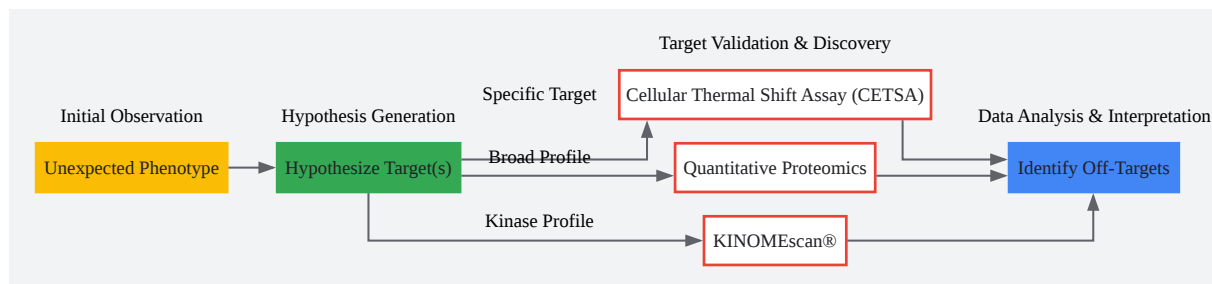 Target Validation & Discovery
Specific Target
Cellular Thermal Shift Assay (CETSA)
Initial Observation
Hypothesis Generation
Data Analysis & Interpretation
Unexpected Phenotype
Hypothesize Target(s)
Broad Profile
Quantitative Proteomics
Identify Off-Targets
Kinase Profile
KINOMEscan®